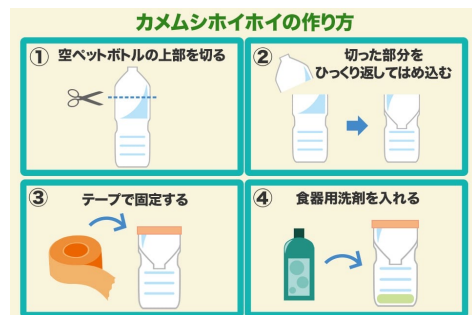 カメムシホイホイの作り方
① 空ペットボトルの上部を切る
② 切った部分を
ひっくり返してはめ込む
③ テープで固定する
④ 食器用洗剤を入れる